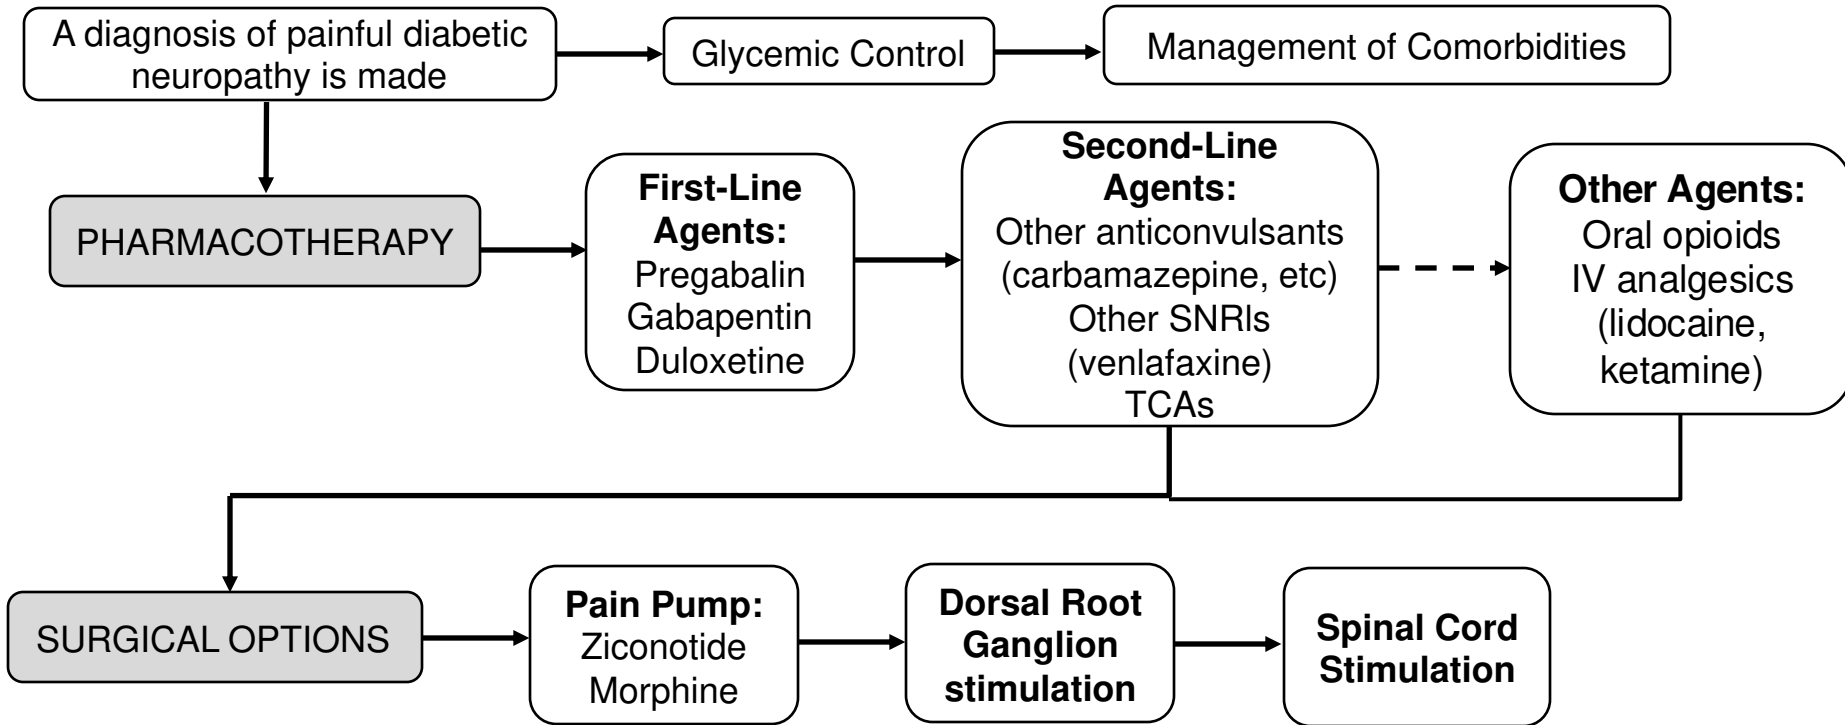 A diagnosis of painful diabetic
neuropathy is made
Glycemic Control
Management of Comorbidities
PHARMACOTHERAPY
First-Line
Agents:
Pregabalin
Gabapentin
Duloxetine
Second-Line
Agents:
Other anticonvulsants
(carbamazepine, etc)
Other SNRIs
(venlafaxine)
TCAs
Other Agents:
Oral opioids
IV analgesics
(lidocaine,
ketamine)
SURGICAL OPTIONS
Pain Pump:
Ziconotide
Morphine
Dorsal Root
Ganglion
stimulation
Spinal Cord
Stimulation